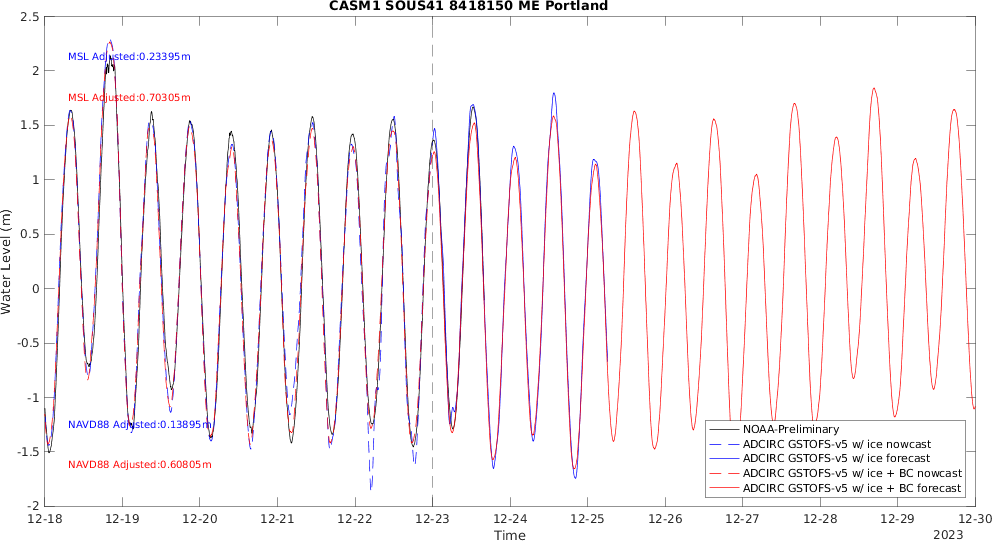 CASM1 SOUS41 8418150 ME Portland
2.5
2
1.5
1
0.5
0
-0.5
-1
-1.5
-2
Water Level (m)
MSL Adjusted:0.23395m
MSL Adjusted:0.70305m
NAVD88 Adjusted:0.13895m
NAVD88 Adjusted:0.60805m
NOAA-Preliminary
ADCIRC GSTOFS-v5 w/ ice nowcast
ADCIRC GSTOFS-v5 w/ ice forecast
ADCIRC GSTOFS-v5 w/ ice + BC nowcast
ADCIRC GSTOFS-v5 w/ ice + BC forecast
12-18 12-19 12-20 12-21 12-22 12-23 12-24 12-25 12-26 12-27 12-28 12-29 12-30
Time
2023